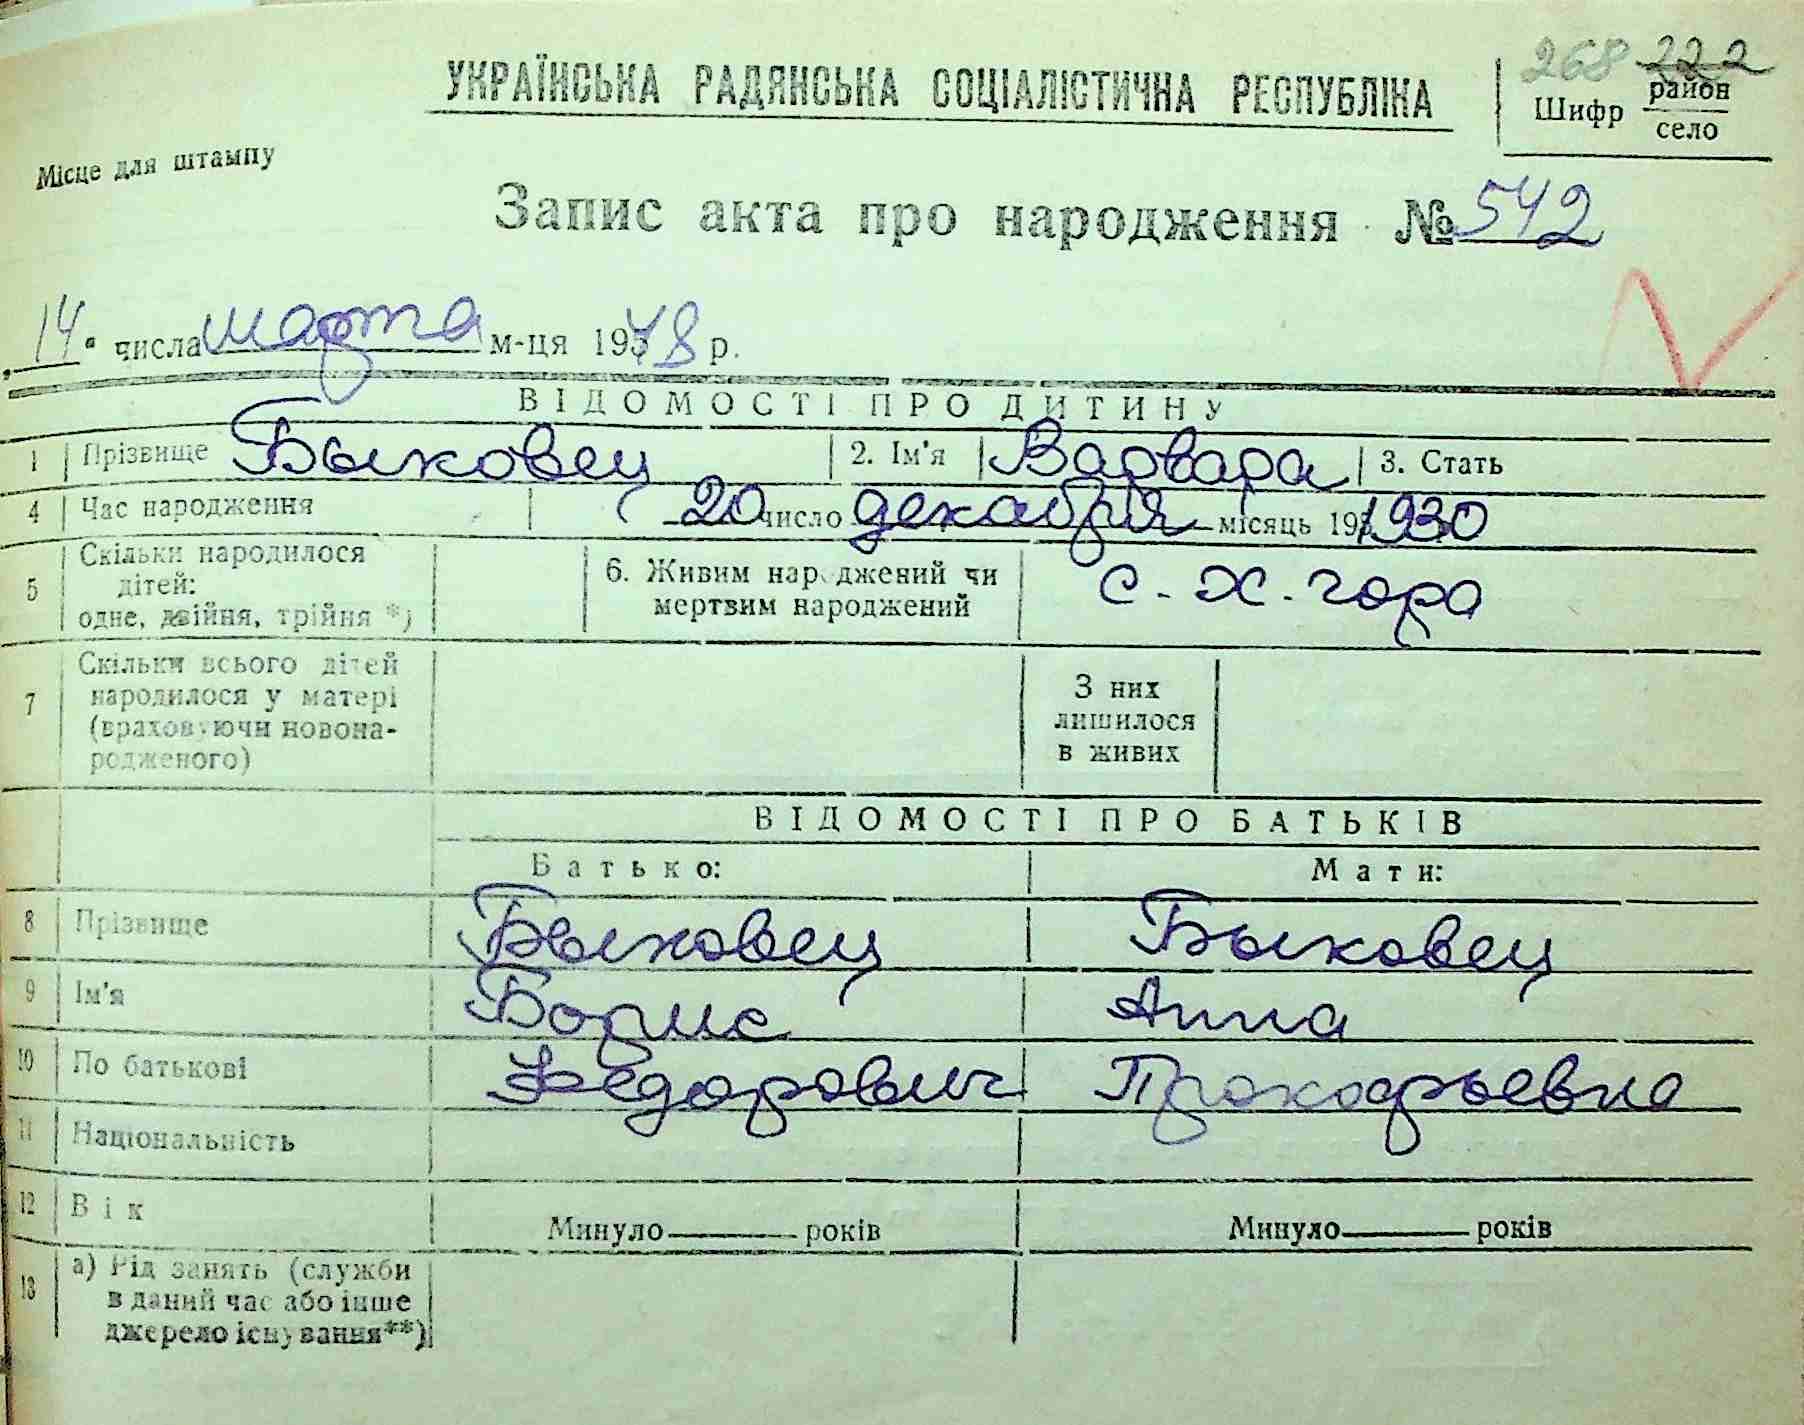 268 222
УКРАЇНСЬКА РАДЯНСЬКА СОЦІАЛІСТИЧНА РЕСПУБЛІКА
Шифр район
село
Місце для штампу
Запис акта про народження № 542
14 числа марта м-ця 195 48 р.
ВІДОМОСТІ ПРО ДИТИНУ
1 Прізвище Быковец 2. Ім'я Варвара 3. Стать
4 Час народження 20 число декабря місяць 195 1930
5 Скільки народилося дітей: одне, двійня, трійня *) 6. Живим народжений чи мертвим народжений с. Х. гора
7 Скільки всього дітей народилося у матері (враховуючи новонародженого) З них лишилося в живих
ВІДОМОСТІ ПРО БАТЬКІВ
Батько: Мати:
8 Прізвище Быковец Быковец
9 Ім'я Борис Анна
10 По батькові Федорович Прокофьевна
11 Національність
12 Вік Минуло років Минуло років
13 а) Рід занять (служби в даний час або інше джерело існування**)